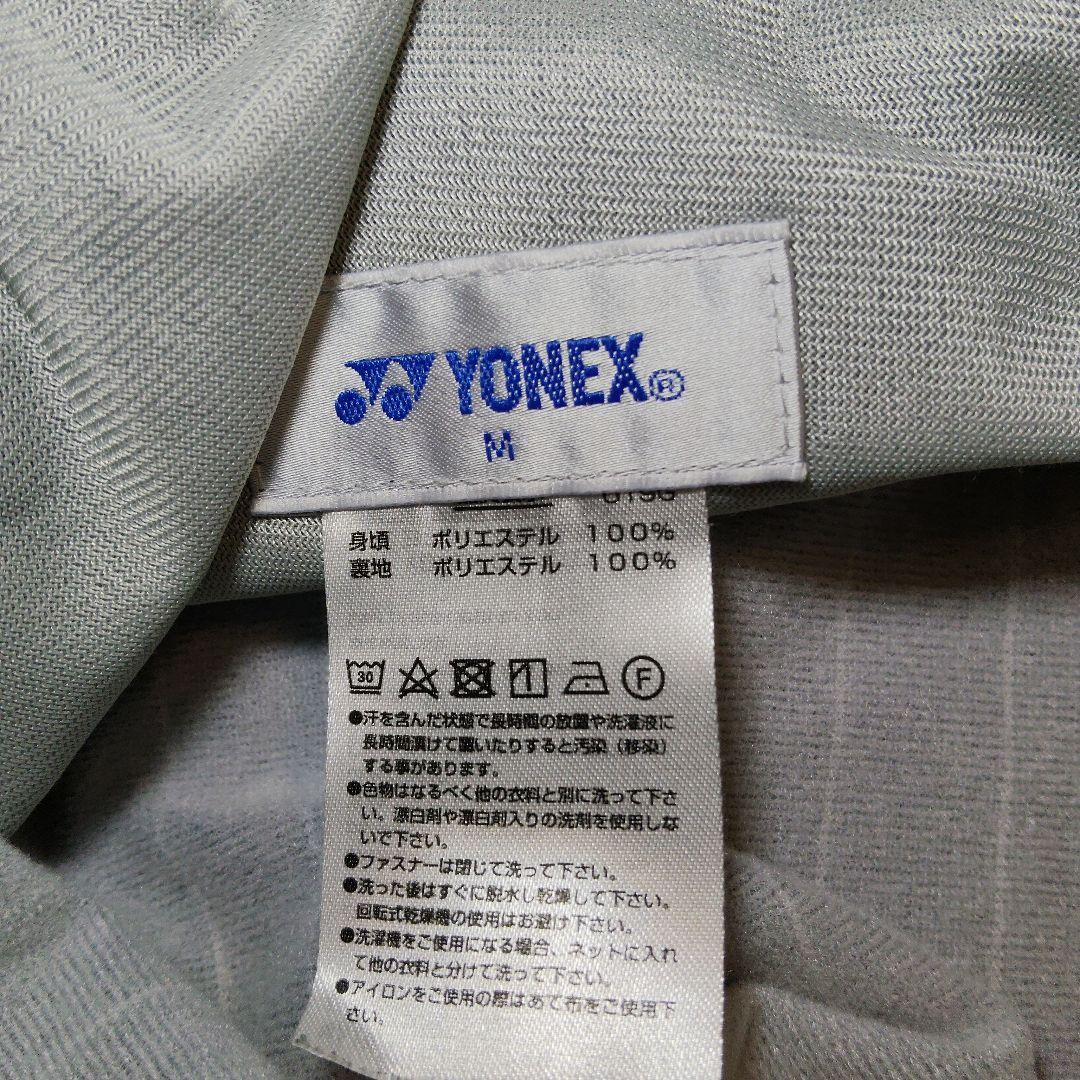 YONEX®
M
身頃 ポリエステル 100%
裏地 ポリエステル 100%
30 F
●汗を含んだ状態で長時間の放置や洗濯液に
長時間漬けて置いたりすると汚染（移染）
する事があります。
●色物はなるべく他の衣料と別に洗って下さ
い。漂白剤や漂白剤入りの洗剤を使用しな
いで下さい。
●ファスナーは閉じて洗って下さい。
●洗った後はすぐに脱水し乾燥して下さい。
回転式乾燥機の使用はお避け下さい。
●洗濯機をご使用になる場合、ネットに入れ
て他の衣料と分けて洗って下さい。
●アイロンをご使用の際はあて布をご使用下
さい。